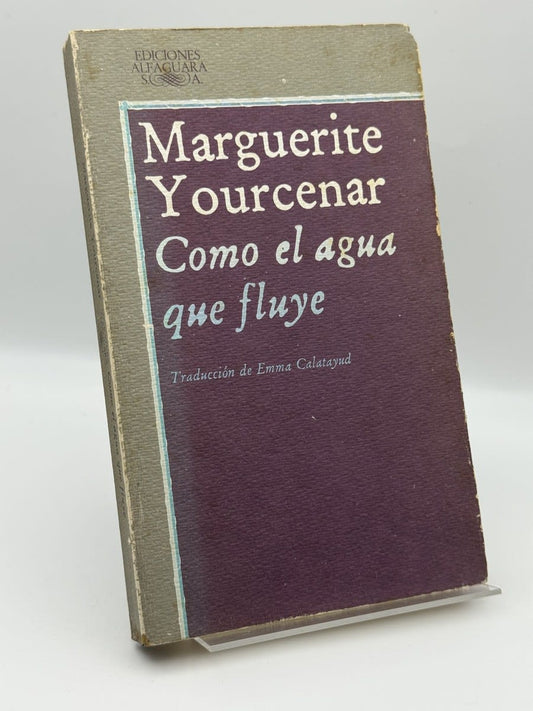 EDICIONES
ALFAGUARA
S. A.
Marguerite
Yourcenar
Como el agua
que fluye
Traducción de Emma Calatayud